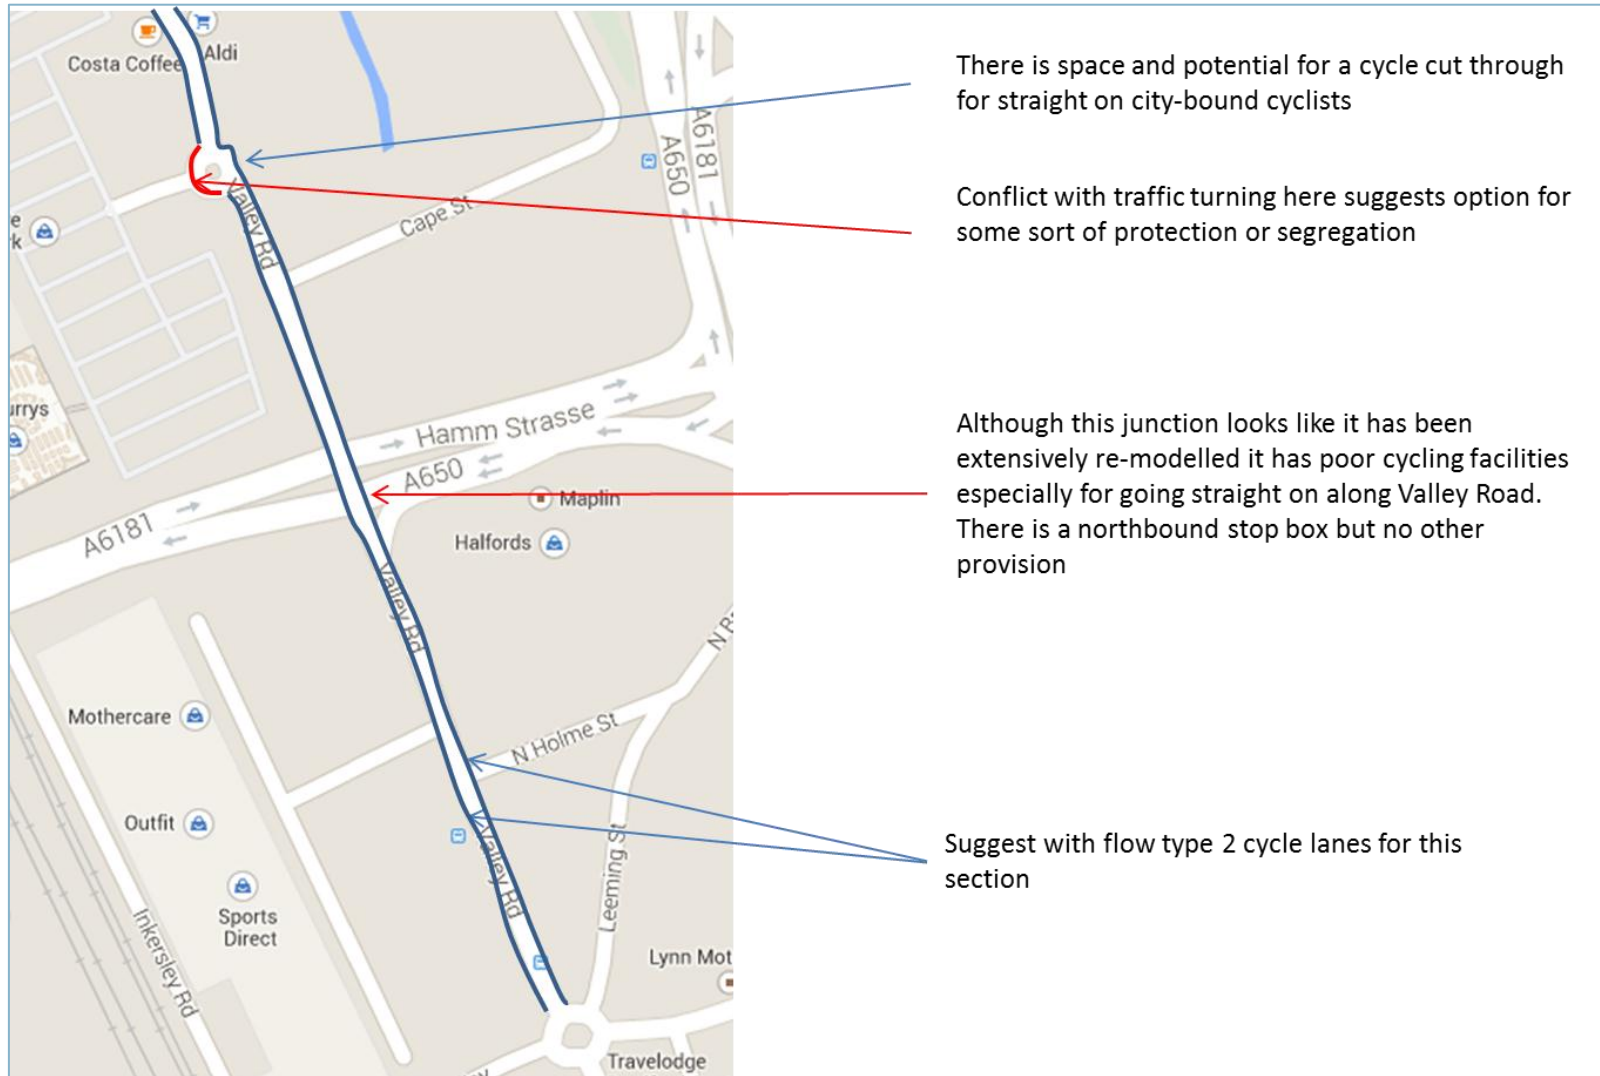 Costa Coffee
Aldi
There is space and potential for a cycle cut through
for straight on city-bound cyclists
A650
A6181
Conflict with traffic turning here suggests option for
some sort of protection or segregation
Valley Rd
Cape St
e
k
urrys
Hamm Strasse
A650
A6181
Maplin
Halfords
Although this junction looks like it has been
extensively re-modelled it has poor cycling facilities
especially for going straight on along Valley Road.
There is a northbound stop box but no other
provision
Valley Rd
N
Mothercare
N Holme St
Outfit
Valley Rd
Leeming St
Suggest with flow type 2 cycle lanes for this
section
Sports
Direct
Inkersley Rd
Lynn Mot
Travelodge